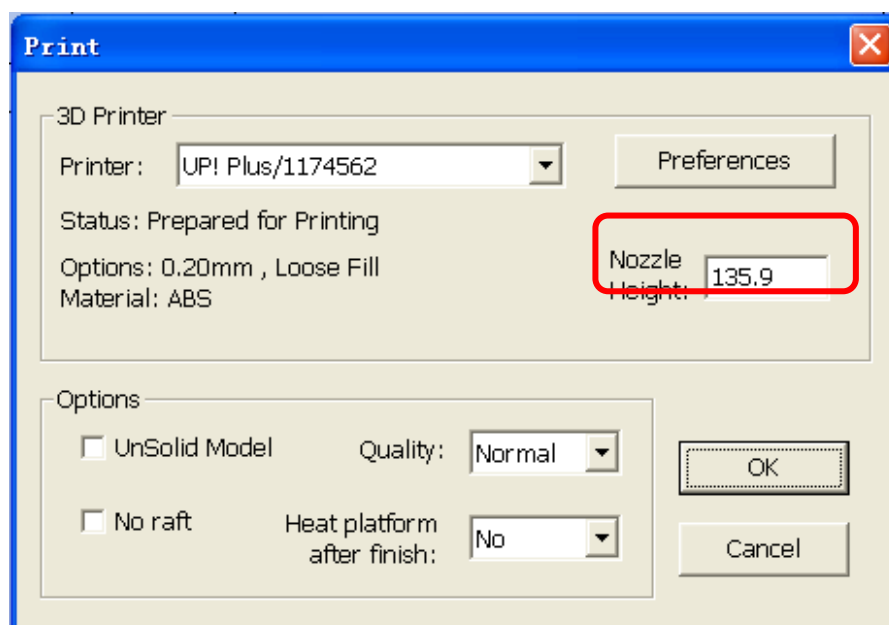 Print
3D Printer
Printer: UP! Plus/1174562 Preferences
Status: Prepared for Printing
Options: 0.20mm , Loose Fill
Material: ABS
Nozzle
Height: 135.9
Options
UnSolid Model Quality: Normal
No raft Heat platform
after finish: No
OK
Cancel